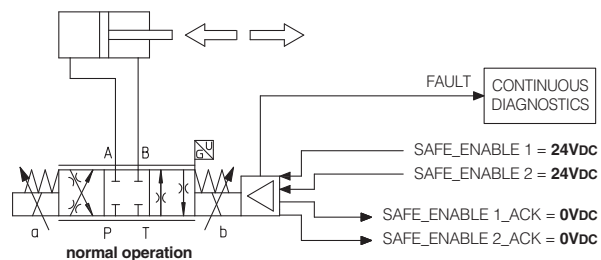 FAULT
CONTINUOUS
DIAGNOSTICS
A B
G U
SAFE_ENABLE 1 = 24VDC
SAFE_ENABLE 2 = 24VDC
SAFE_ENABLE 1_ACK = 0VDC
SAFE_ENABLE 2_ACK = 0VDC
a P T b
normal operation